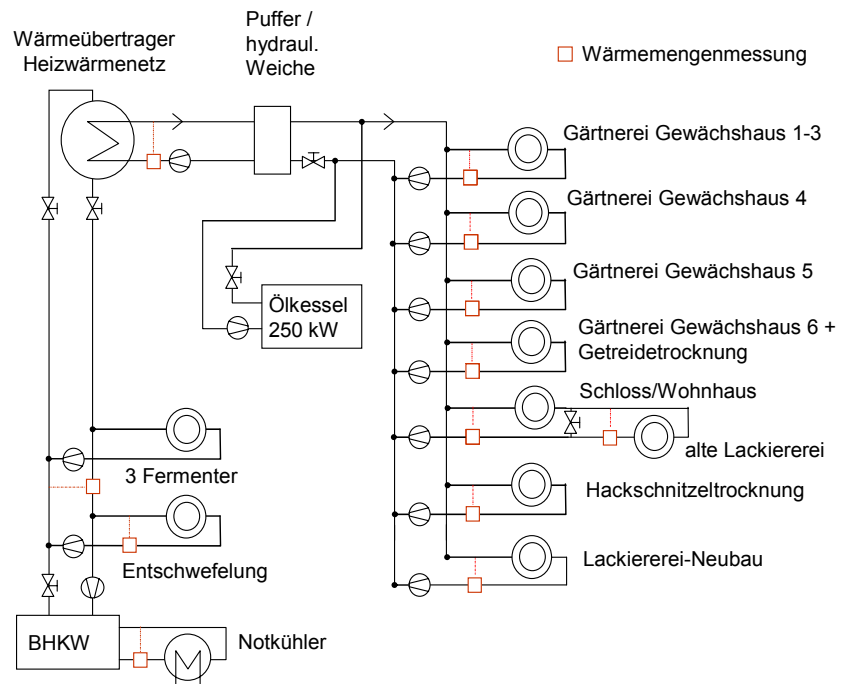 Wärmeübertrager
Heizwärmenetz
Puffer /
hydraul.
Weiche
Wärmemengenmessung
Gärtnerei Gewächshaus 1-3
Gärtnerei Gewächshaus 4
Gärtnerei Gewächshaus 5
Ölkessel
250 kW
Gärtnerei Gewächshaus 6 +
Getreidetrocknung
Schloss/Wohnhaus
alte Lackiererei
3 Fermenter
Hackschnitzeltrocknung
Entschwefelung
Lackiererei-Neubau
BHKW
Notkühler